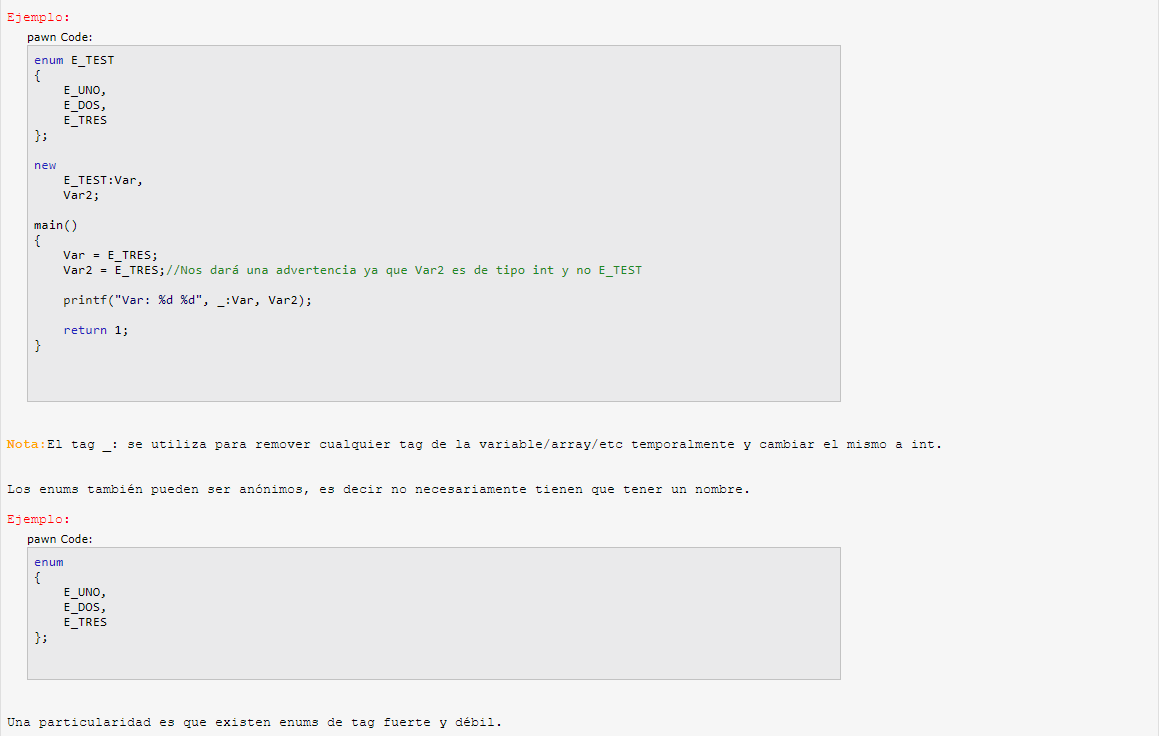 Ejemplo:
pawn Code:
enum E_TEST
{
    E_UNO,
    E_DOS,
    E_TRES
};
new
    E_TEST:Var,
    Var2;
main()
{
    Var = E_TRES;
    Var2 = E_TRES;//Nos dará una advertencia ya que Var2 es de tipo int y no E_TEST
    printf("Var: %d %d", _:Var, Var2);
    return 1;
}
Nota:El tag _: se utiliza para remover cualquier tag de la variable/array/etc temporalmente y cambiar el mismo a int.
Los enums también pueden ser anónimos, es decir no necesariamente tienen que tener un nombre.
Ejemplo:
pawn Code:
enum
{
    E_UNO,
    E_DOS,
    E_TRES
};
Una particularidad es que existen enums de tag fuerte y débil.